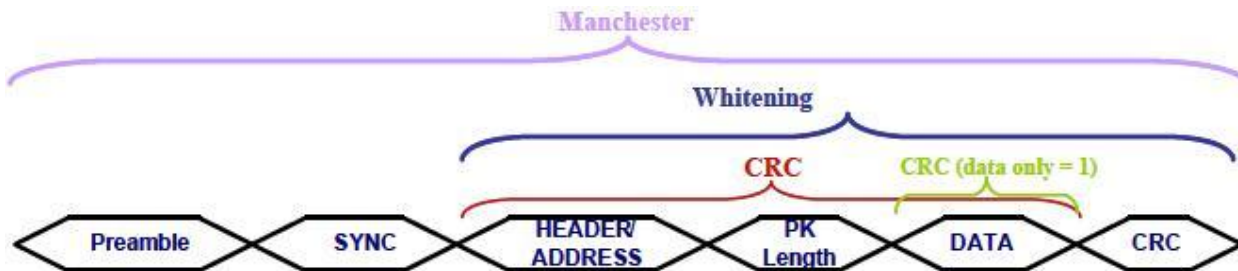 Manchester
Whitening
CRC
CRC (data only = 1)
Preamble
SYNC
HEADER/
ADDRESS
PK
Length
DATA
CRC